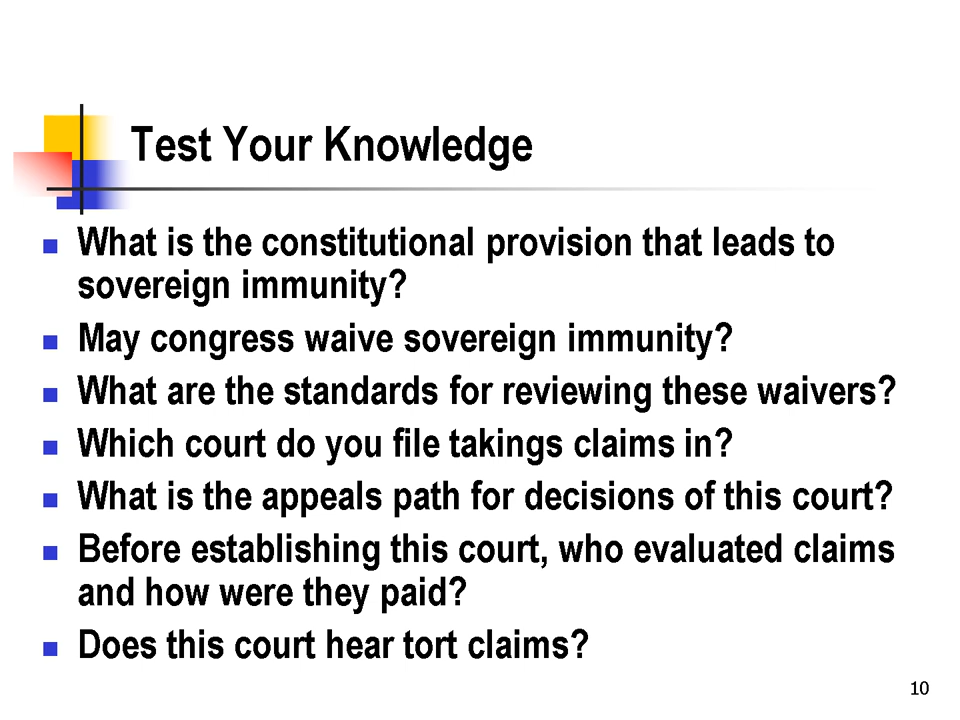 Test Your Knowledge
What is the constitutional provision that leads to
sovereign immunity?
May congress waive sovereign immunity?
What are the standards for reviewing these waivers?
Which court do you file takings claims in?
What is the appeals path for decisions of this court?
Before establishing this court, who evaluated claims
and how were they paid?
Does this court hear tort claims?
10